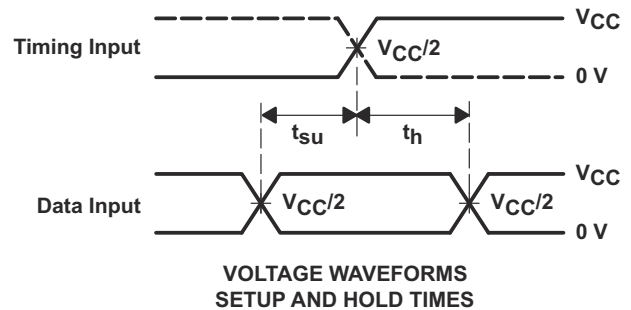 VCC
Timing Input
VCC/2
0 V
tsu
th
VCC
Data Input
VCC/2
VCC/2
0 V
VOLTAGE WAVEFORMS
SETUP AND HOLD TIMES